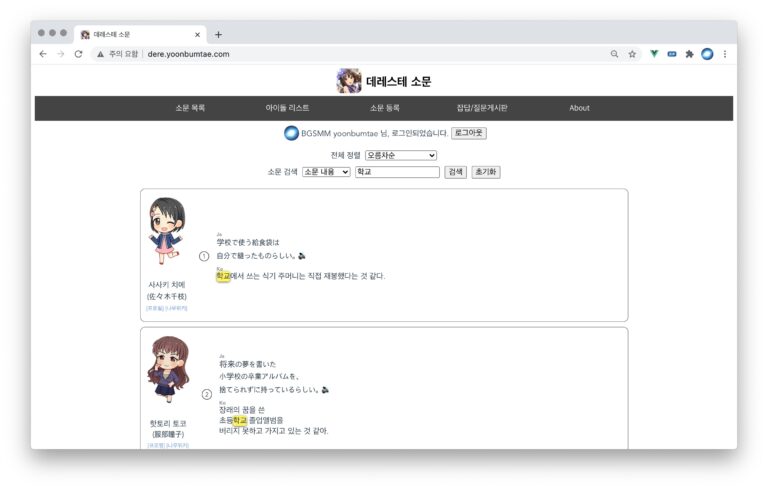 데레스테 소문
주의 요함 | dere.yoonbumtae.com
데레스테 소문
소문 목록 아이돌 리스트 소문 등록 잡담/질문게시판 About
BGSMM yoonbumtae 님, 로그인되었습니다. 로그아웃
전체 정렬 오름차순
소문 검색 소문 내용 학교 검색 초기화
사사키 치에
(佐々木千枝)
[프로필] [나무위키]
1
Ja
学校で使う給食袋は
自分で縫ったものらしい。
Ko
학교에서 쓰는 식기 주머니는 직접 재봉했다는 것 같다.
핫토리 토코
(服部瞳子)
[프로필] [나무위키]
2
Ja
将来の夢を書いた
小学校の卒業アルバムを、
捨てられずに持っているらしい。
Ko
장래의 꿈을 쓴
초등학교 졸업앨범을
버리지 못하고 가지고 있는 것 같아.